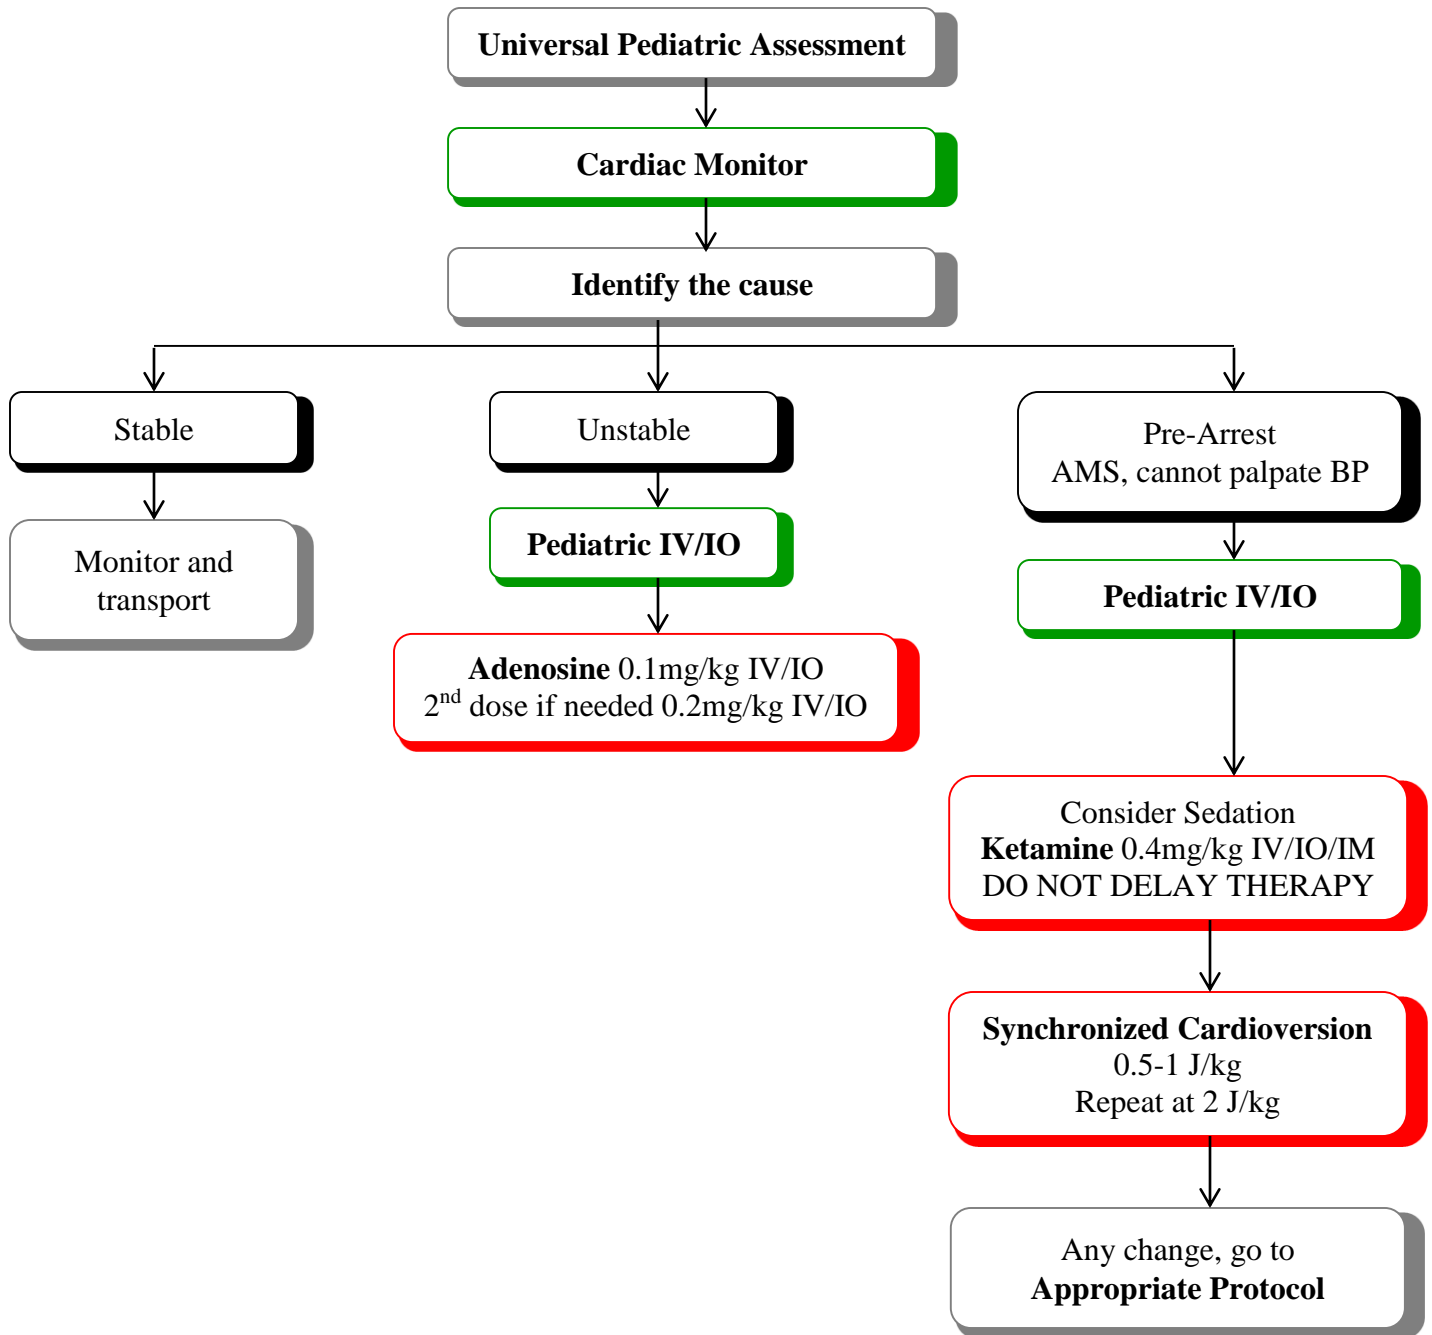 Universal Pediatric Assessment
Cardiac Monitor
Identify the cause
Stable
Monitor and
transport
Unstable
Pediatric IV/IO
Adenosine 0.1mg/kg IV/IO
2nd dose if needed 0.2mg/kg IV/IO
Pre-Arrest
AMS, cannot palpate BP
Pediatric IV/IO
Consider Sedation
Ketamine 0.4mg/kg IV/IO/IM
DO NOT DELAY THERAPY
Synchronized Cardioversion
0.5-1 J/kg
Repeat at 2 J/kg
Any change, go to
Appropriate Protocol